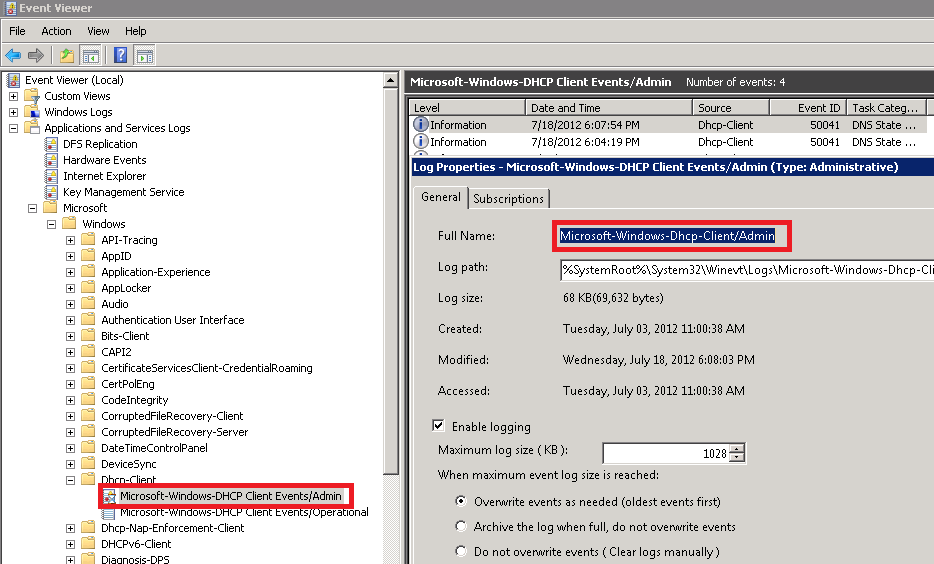 Event Viewer
File Action View Help
Event Viewer (Local)
Custom Views
Windows Logs
Applications and Services Logs
DFS Replication
Hardware Events
Internet Explorer
Key Management Service
Microsoft
Windows
API-Tracing
AppID
Application-Experience
AppLocker
Audio
Authentication User Interface
Bits-Client
CAPI2
CertificateServicesClient-CredentialRoaming
CertPolEng
CodeIntegrity
CorruptedFileRecovery-Client
CorruptedFileRecovery-Server
DateTimeControlPanel
DeviceSync
Dhcp-Client
Microsoft-Windows-DHCP Client Events/Admin
Microsoft-Windows-DHCP Client Events/Operational
Dhcp-Nap-Enforcement-Client
DHCPv6-Client
Diagnosis-DPS
Microsoft-Windows-DHCP Client Events/Admin Number of events: 4
Level Date and Time Source Event ID Task Categ...
Information 7/18/2012 6:07:54 PM Dhcp-Client 50041 DNS State ...
Information 7/18/2012 6:04:19 PM Dhcp-Client 50041 DNS State ...
Log Properties - Microsoft-Windows-DHCP Client Events/Admin (Type: Administrative)
General Subscriptions
Full Name: Microsoft-Windows-Dhcp-Client/Admin
Log path: %SystemRoot%\System32\Winevt\Logs\Microsoft-Windows-Dhcp-Cli
Log size: 68 KB(69,632 bytes)
Created: Tuesday, July 03, 2012 11:00:38 AM
Modified: Wednesday, July 18, 2012 6:08:03 PM
Accessed: Tuesday, July 03, 2012 11:00:38 AM
Enable logging
Maximum log size ( KB ): 1028
When maximum event log size is reached:
Overwrite events as needed (oldest events first)
Archive the log when full, do not overwrite events
Do not overwrite events ( Clear logs manually )